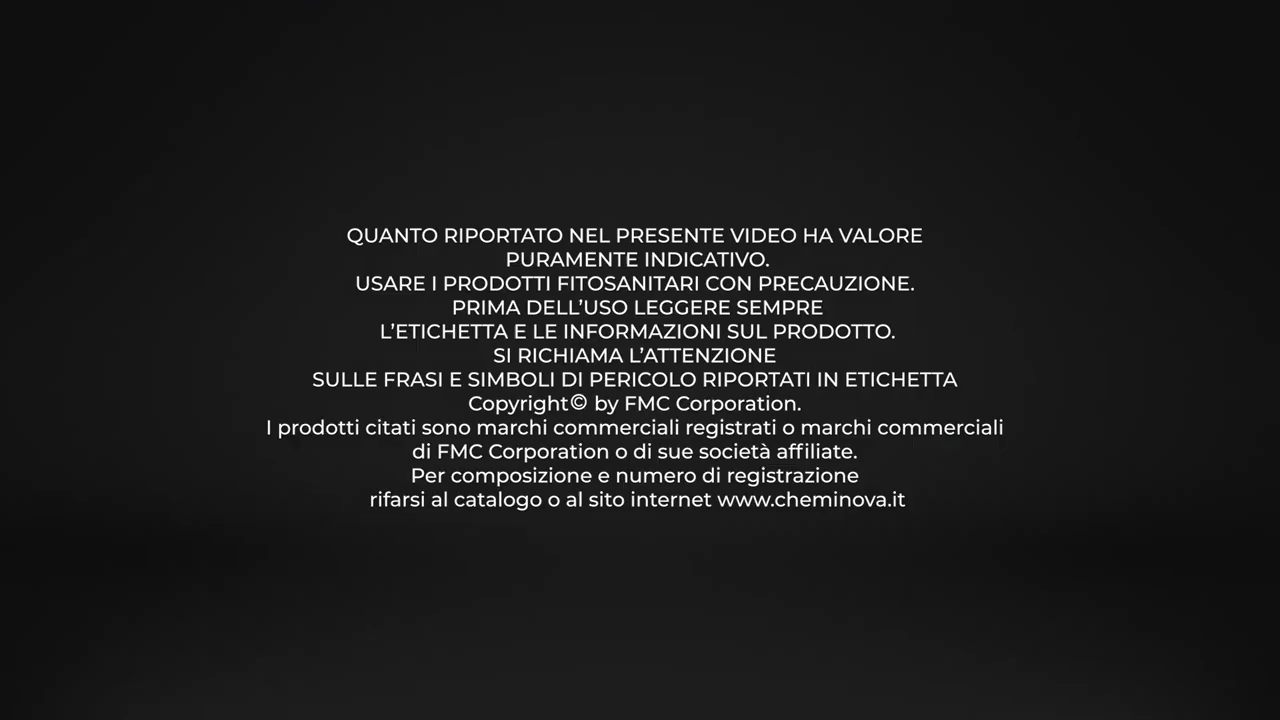 QUANTO RIPORTATO NEL PRESENTE VIDEO HA VALORE
PURAMENTE INDICATIVO.
USARE I PRODOTTI FITOSANITARI CON PRECAUZIONE.
PRIMA DELL’USO LEGGERE SEMPRE
L’ETICHETTA E LE INFORMAZIONI SUL PRODOTTO.
SI RICHIAMA L’ATTENZIONE
SULLE FRASI E SIMBOLI DI PERICOLO RIPORTATI IN ETICHETTA
Copyright© by FMC Corporation.
I prodotti citati sono marchi commerciali registrati o marchi commerciali
di FMC Corporation o di sue società affiliate.
Per composizione e numero di registrazione
rifarsi al catalogo o al sito internet www.cheminova.it